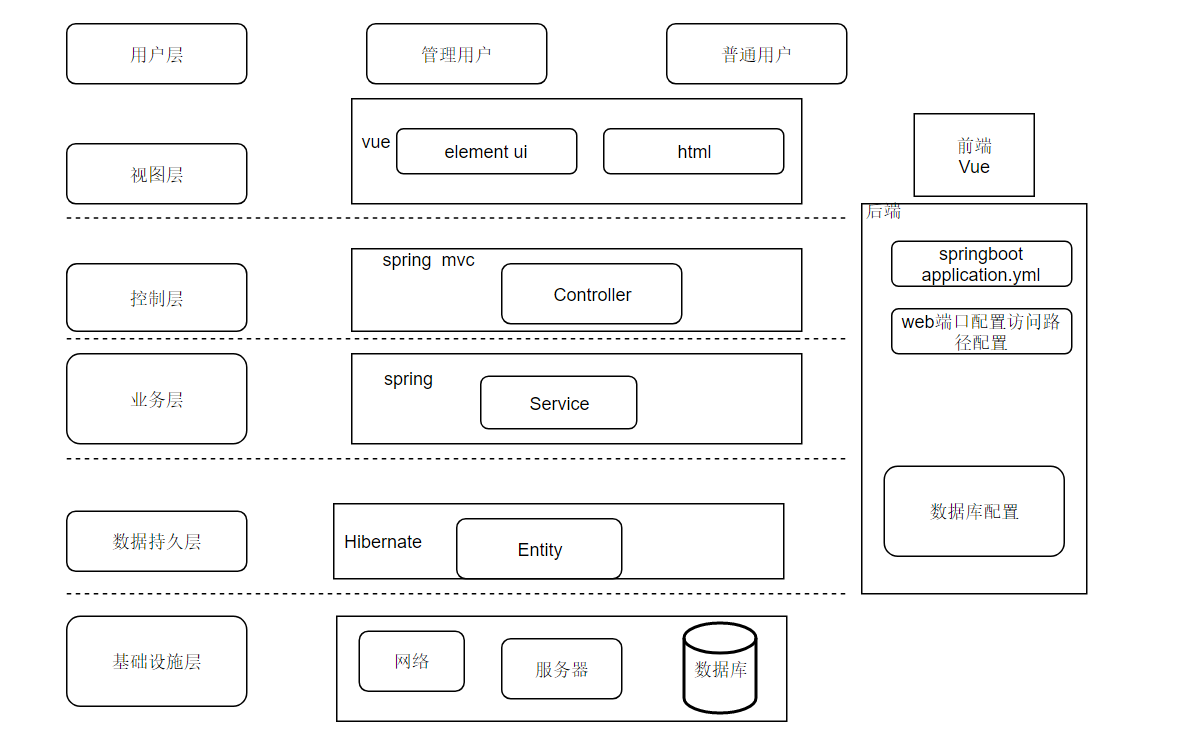 用户层
管理用户
普通用户
视图层
vue
element ui
html
前端
Vue
后端
springboot
application.yml
web端口配置访问路
径配置
数据库配置
控制层
spring  mvc
Controller
业务层
spring
Service
数据持久层
Hibernate
Entity
基础设施层
网络
服务器
数据库